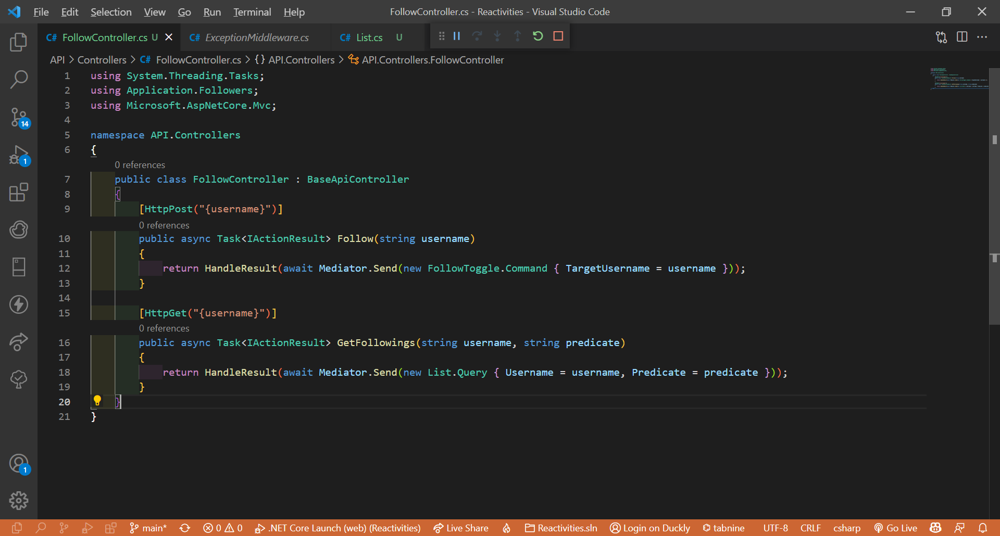 File Edit Selection View Go Run Terminal Help FollowController.cs - Reactivities - Visual Studio Code
C# FollowController.cs U C# ExceptionMiddleware.cs C# List.cs U
API > Controllers > C# FollowController.cs > {} API.Controllers > API.Controllers.FollowController
1 using System.Threading.Tasks;
2 using Application.Followers;
3 using Microsoft.AspNetCore.Mvc;
4
5 namespace API.Controllers
6 {
0 references
7 public class FollowController : BaseApiController
8 {
9 [HttpPost("{username}")]
0 references
10 public async Task<IActionResult> Follow(string username)
11 {
12 return HandleResult(await Mediator.Send(new FollowToggle.Command { TargetUsername = username }));
13 }
14
15 [HttpGet("{username}")]
0 references
16 public async Task<IActionResult> GetFollowings(string username, string predicate)
17 {
18 return HandleResult(await Mediator.Send(new List.Query { Username = username, Predicate = predicate }));
19 }
20 }
21 }
14
1
1
main* 0 0 .NET Core Launch (web) (Reactivities) Live Share Reactivities.sln Login on Duckly tabnine UTF-8 CRLF csharp Go Live